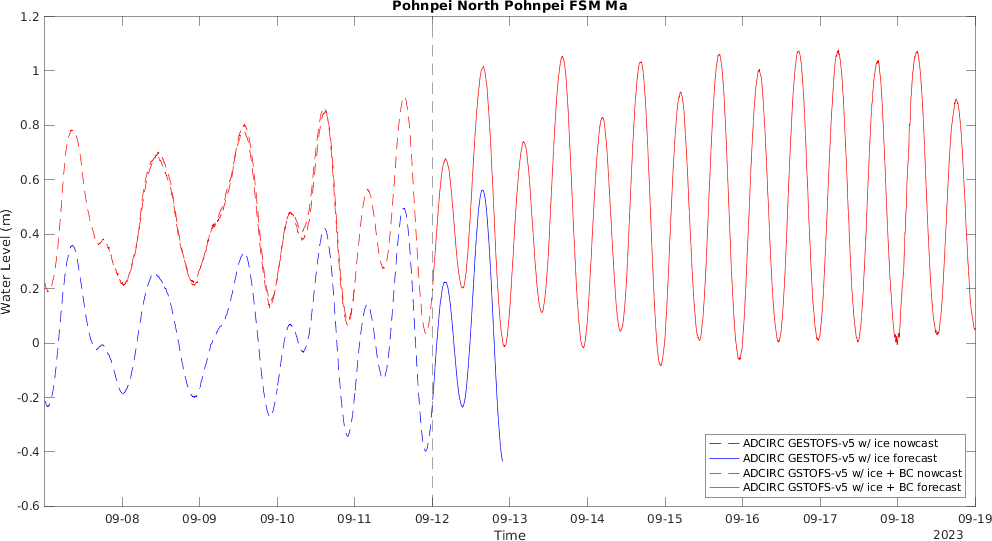 Pohnpei North Pohnpei FSM Ma
1.2
1
0.8
0.6
0.4
0.2
0
-0.2
-0.4
-0.6
Water Level (m)
ADCIRC GESTOFS-v5 w/ ice nowcast
ADCIRC GESTOFS-v5 w/ ice forecast
ADCIRC GSTOFS-v5 w/ ice + BC nowcast
ADCIRC GSTOFS-v5 w/ ice + BC forecast
09-08 09-09 09-10 09-11 09-12 09-13 09-14 09-15 09-16 09-17 09-18 09-19
Time
2023